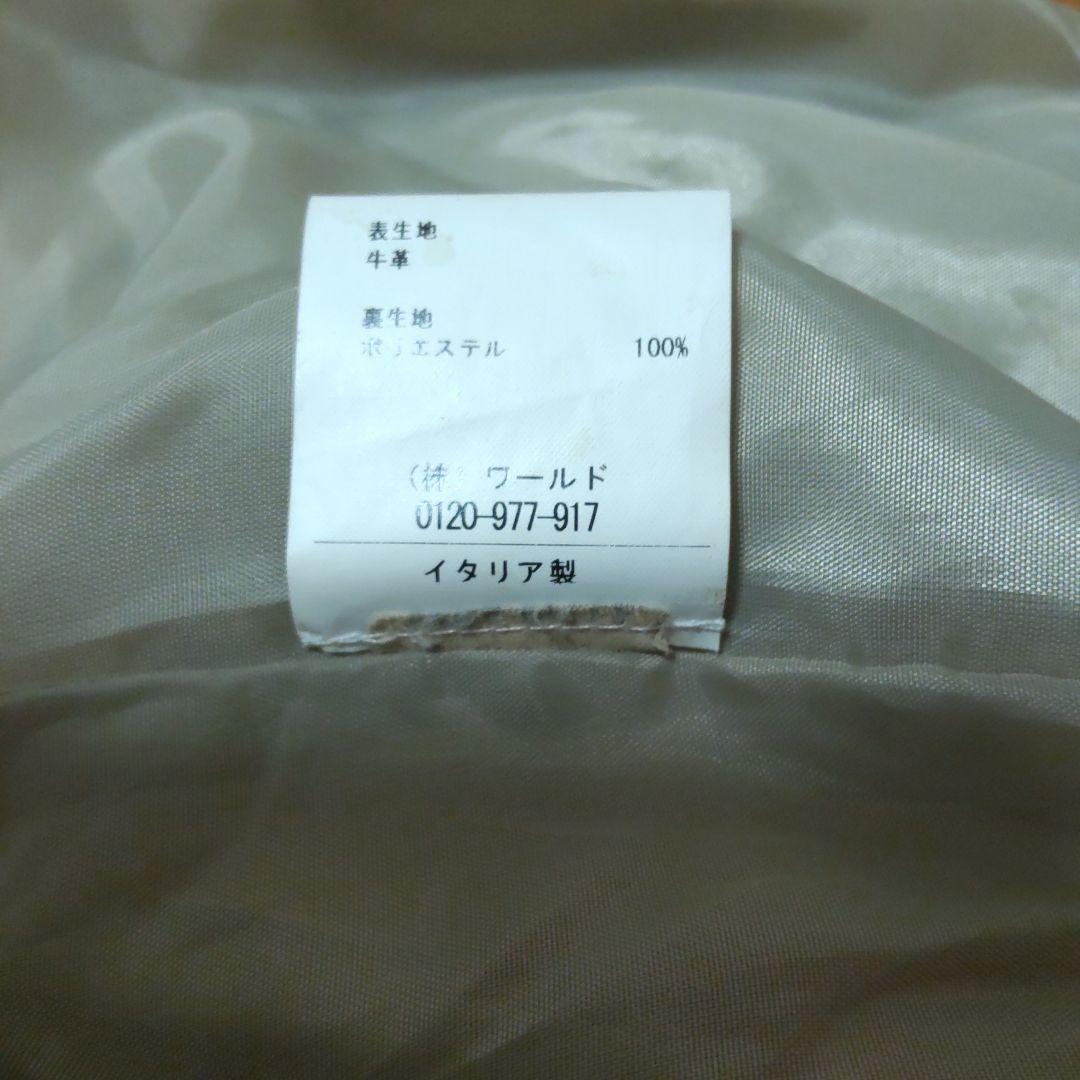 表生地
牛革
裏生地
ポリエステル 100%
(株) ワールド
0120-977-917
イタリア製